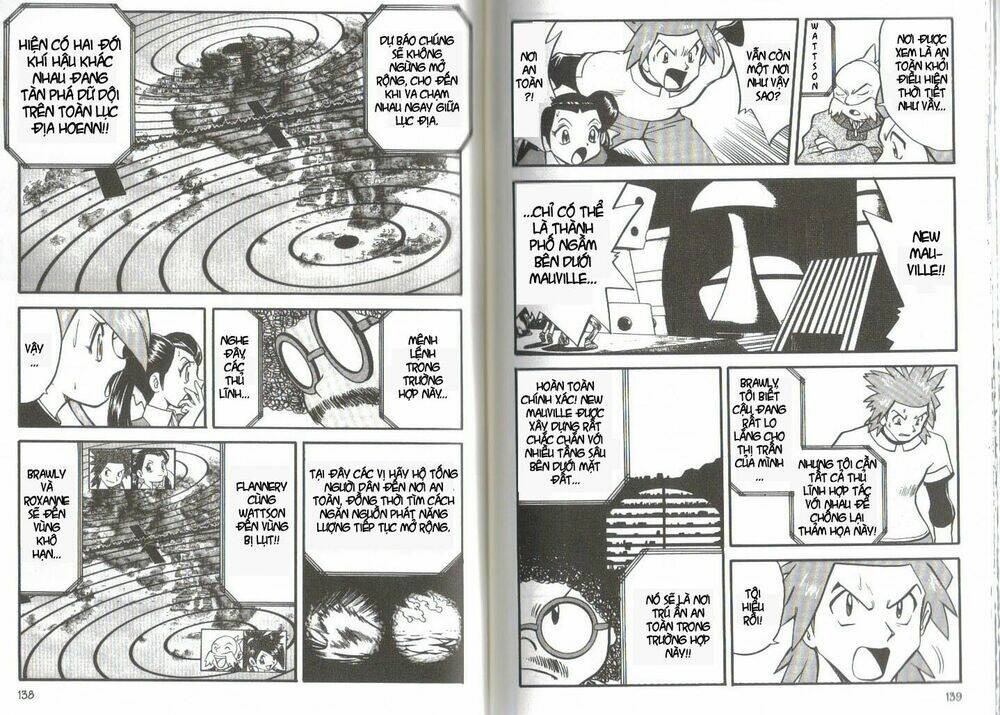 HIỆN CÓ HAI ĐỚI
KHÍ HẬU KHÁC
NHAU ĐANG
TÀN PHÁ DỮ DỘI
TRÊN TOÀN LỤC
ĐỊA HOENN!!
DỰ BÁO CHÚNG
SẼ KHÔNG
NGỪNG MỞ
RỘNG, CHO ĐẾN
KHI VA CHẠM
NHAU NGAY GIỮA
LỤC ĐỊA.
VẬY
...
NGHE
ĐÂY,
CÁC
THỦ
LĨNH...
MỆNH
LỆNH
TRONG
TRƯỜNG
HỢP NÀY...
BRAWLY
VÀ
ROXANNE
SẼ ĐẾN
VÙNG
KHÔ
HẠN...
FLANNERY
CÙNG
WATTSON
ĐẾN VÙNG
BỊ LỤT!!
TẠI ĐÂY CÁC VỊ HÃY HỘ TỐNG
NGƯỜI DÂN ĐẾN NƠI AN
TOÀN, ĐỒNG THỜI TÌM CÁCH
NGĂN NGUỒN PHÁT NĂNG
LƯỢNG TIẾP TỤC MỞ RỘNG.
138
NƠI
AN
TOÀN
?!
VẪN CÒN
MỘT NƠI
NHƯ VẬY
SAO?
WATTSON
NƠI ĐƯỢC
XEM LÀ AN
TOÀN KHỎI
ĐIỀU HIỆN
THỜI TIẾT
NHƯ VẦY...
...CHỈ CÓ THỂ
LÀ THÀNH
PHỐ NGẦM
BÊN DƯỚI
MAUVILLE...
NEW
MAU-
VILLE!!
HOÀN TOÀN
CHÍNH XÁC! NEW
MAUVILLE ĐƯỢC
XÂY DỰNG RẤT
CHẮC CHẮN VỚI
NHIỀU TẦNG SÂU
BÊN DƯỚI MẶT
ĐẤT...
NÓ SẼ LÀ NƠI
TRÚ ẨN AN
TOÀN TRONG
TRƯỜNG HỢP
NÀY!!
BRAWLY,
TÔI BIẾT
CẬU ĐANG
RẤT LO
LẮNG CHO
THỊ TRẤN
CỦA MÌNH
...
NHƯNG TÔI CẦN
TẤT CẢ THỦ
LĨNH HỢP TÁC
VỚI NHAU ĐỂ
CHỐNG LẠI
THẢM HỌA NÀY!
TÔI
HIỂU
RỒI!
139